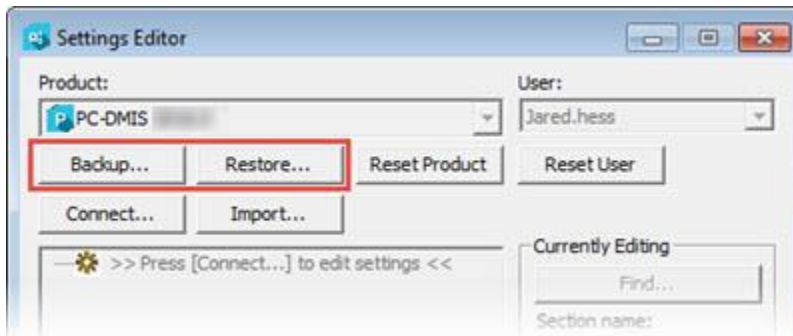 Settings Editor
Product: User:
PC-DMIS Jared.hess
Backup... Restore... Reset Product Reset User
Connect... Import...
>> Press [Connect...] to edit settings <<
Currently Editing
Find...
Section name: